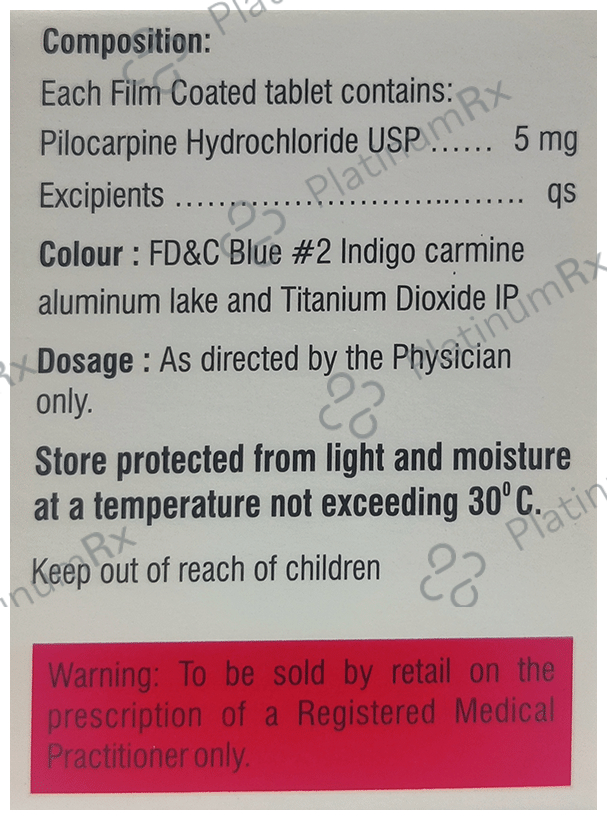 Composition:
Each Film Coated tablet contains:
Pilocarpine Hydrochloride USP ...... 5 mg
Excipients .................................... qs
Colour : FD&C Blue #2 Indigo carmine
aluminum lake and Titanium Dioxide IP
Dosage : As directed by the Physician
only.
Store protected from light and moisture
at a temperature not exceeding 30⁰ C.
Keep out of reach of children
Warning: To be sold by retail on the
prescription of a Registered Medical
Practitioner only.
PlatinumRx
PlatinumRx